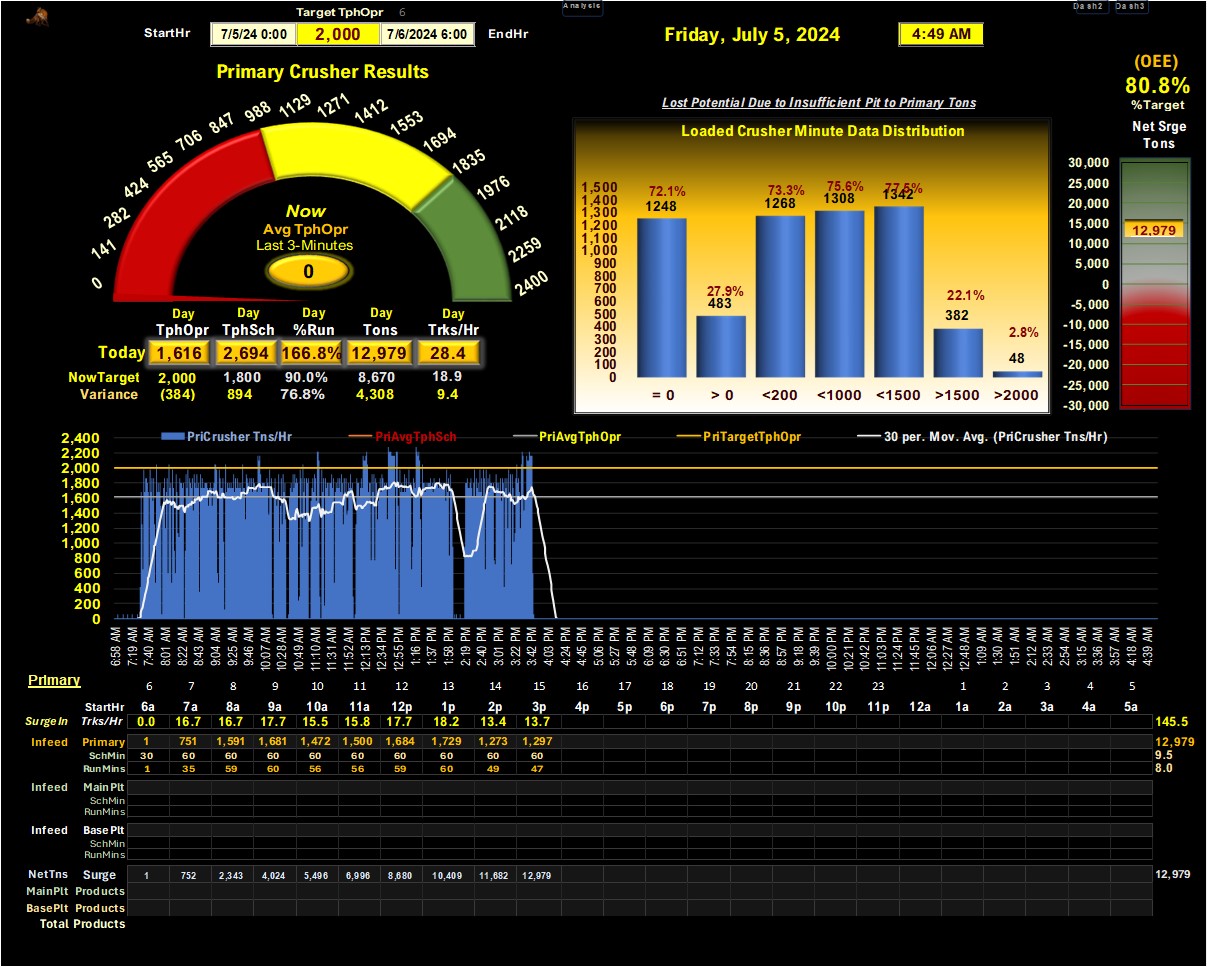 Target TphOpr 6
Analysis
Dash2 Dash3
StartHr 7/5/24 0:00 2,000 7/6/2024 6:00 EndHr
Friday, July 5, 2024
4:49 AM
Primary Crusher Results
0
141
282
424
565
706
847
988
1129
1271
1412
1553
1694
1835
1976
2118
2259
2400
Now
Avg TphOpr
Last 3-Minutes
0
Day Day Day Day Day
TphOpr TphSch %Run Tons Trks/Hr
Today 1,616 2,694 166.8% 12,979 28.4
NowTarget 2,000 1,800 90.0% 8,670 18.9
Variance (384) 894 76.8% 4,308 9.4
Lost Potential Due to Insufficient Pit to Primary Tons
Loaded Crusher Minute Data Distribution
1,500
1,400
1,300
1,200
1,100
1,000
900
800
700
600
500
400
300
200
100
0
72.1% 27.9% 73.3% 75.6% 77.5% 22.1% 2.8%
1248 483 1268 1308 1342 382 48
= 0 > 0 <200 <1000 <1500 >1500 >2000
(OEE)
80.8%
%Target
Net Srge
Tons
30,000
25,000
20,000
15,000
10,000
5,000
0
-5,000
-10,000
-15,000
-20,000
-25,000
-30,000
12,979
PriCrusher Tns/Hr PriAvgTphSch PriAvgTphOpr PriTargetTphOpr 30 per. Mov. Avg. (PriCrusher Tns/Hr)
2,400
2,200
2,000
1,800
1,600
1,400
1,200
1,000
800
600
400
200
0
6:58 AM 7:19 AM 7:40 AM 8:01 AM 8:22 AM 8:43 AM 9:04 AM 9:25 AM 9:46 AM 10:07 AM 10:28 AM 10:49 AM 11:10 AM 11:31 AM 11:52 AM 12:13 PM 12:34 PM 12:55 PM 1:16 PM 1:37 PM 1:58 PM 2:19 PM 2:40 PM 3:00 PM 3:21 PM 3:42 PM 4:03 PM 4:24 PM 4:45 PM 5:06 PM 5:27 PM 5:48 PM 6:09 PM 6:30 PM 6:51 PM 7:12 PM 7:33 PM 7:54 PM 8:15 PM 8:36 PM 8:57 PM 9:18 PM 9:39 PM 10:00 PM 10:21 PM 10:42 PM 11:03 PM 11:24 PM 11:45 PM 12:06 AM 12:27 AM 12:48 AM 1:09 AM 1:30 AM 1:51 AM 2:12 AM 2:33 AM 2:54 AM 3:15 AM 3:36 AM 3:57 AM 4:18 AM 4:39 AM
Primary
6 7 8 9 10 11 12 13 14 15 16 17 18 19 20 21 22 23 1 2 3 4 5
StartHr 6a 7a 8a 9a 10a 11a 12p 1p 2p 3p 4p 5p 6p 7p 8p 9p 10p 11p 12a 1a 2a 3a 4a 5a
SurgeIn Trks/Hr 0.0 16.7 16.7 17.7 15.5 15.8 17.7 18.2 13.4 13.7 145.5
Infeed Primary 1 751 1,591 1,681 1,472 1,500 1,684 1,729 1,273 1,297 12,979
SchMin 30 60 60 60 60 60 60 60 60 60 9.5
RunMins 1 35 59 60 56 56 59 60 49 47 8.0
Infeed Main Plt
SchMin
RunMins
Infeed Base Plt
SchMin
RunMins
NetTns Surge 1 752 2,343 4,024 5,496 6,996 8,680 10,409 11,682 12,979 12,979
MainPlt Products
BasePlt Products
Total Products